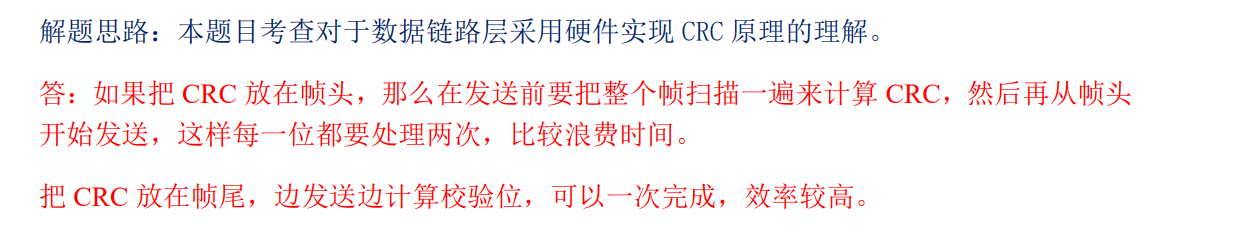 解题思路：本题目考查对于数据链路层采用硬件实现 CRC 原理的理解。
答：如果把 CRC 放在帧头，那么在发送前要把整个帧扫描一遍来计算 CRC，然后再从帧头
开始发送，这样每一位都要处理两次，比较浪费时间。
把 CRC 放在帧尾，边发送边计算校验位，可以一次完成，效率较高。